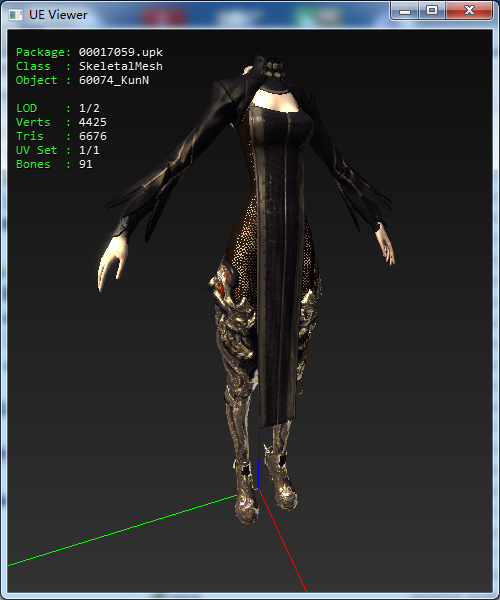 UE Viewer
Package: 00017059.upk
Class : SkeletalMesh
Object : 60074_KunN
LOD : 1/2
Verts : 4425
Tris : 6676
UV Set : 1/1
Bones : 91